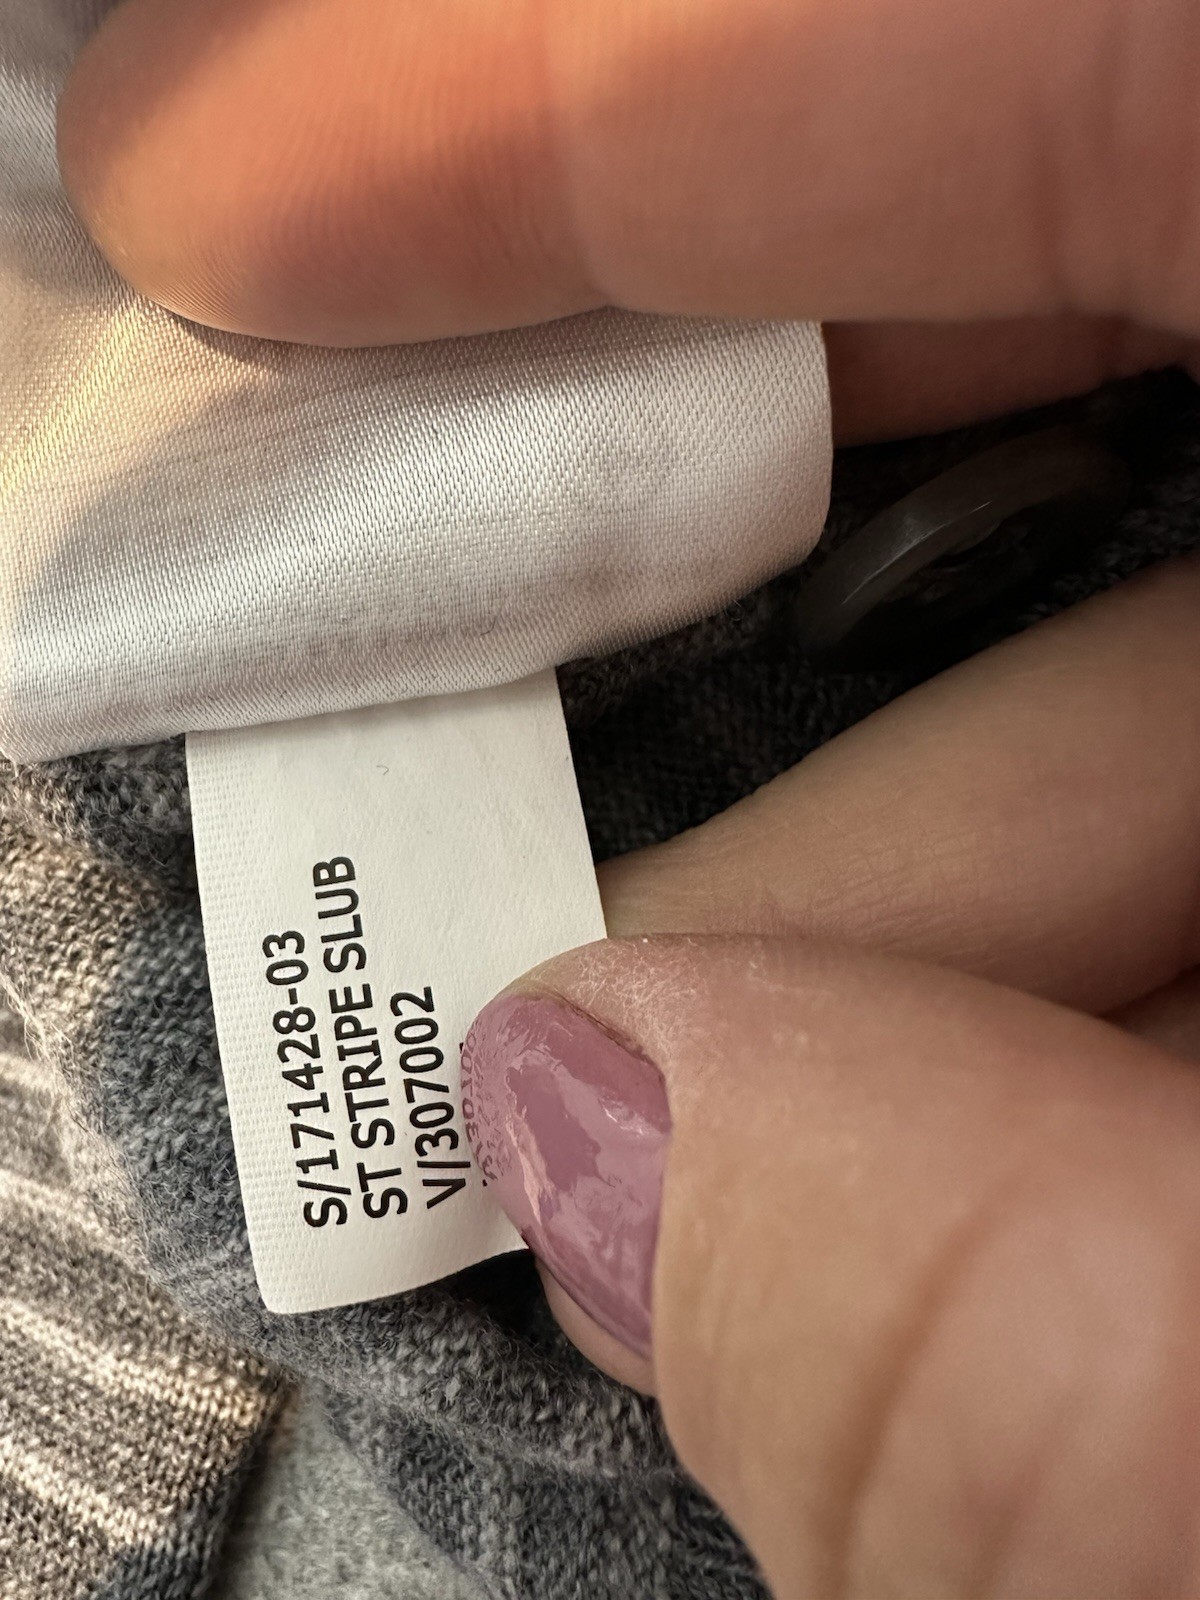 S/171428-03
ST STRIPE SLUB
V/307002